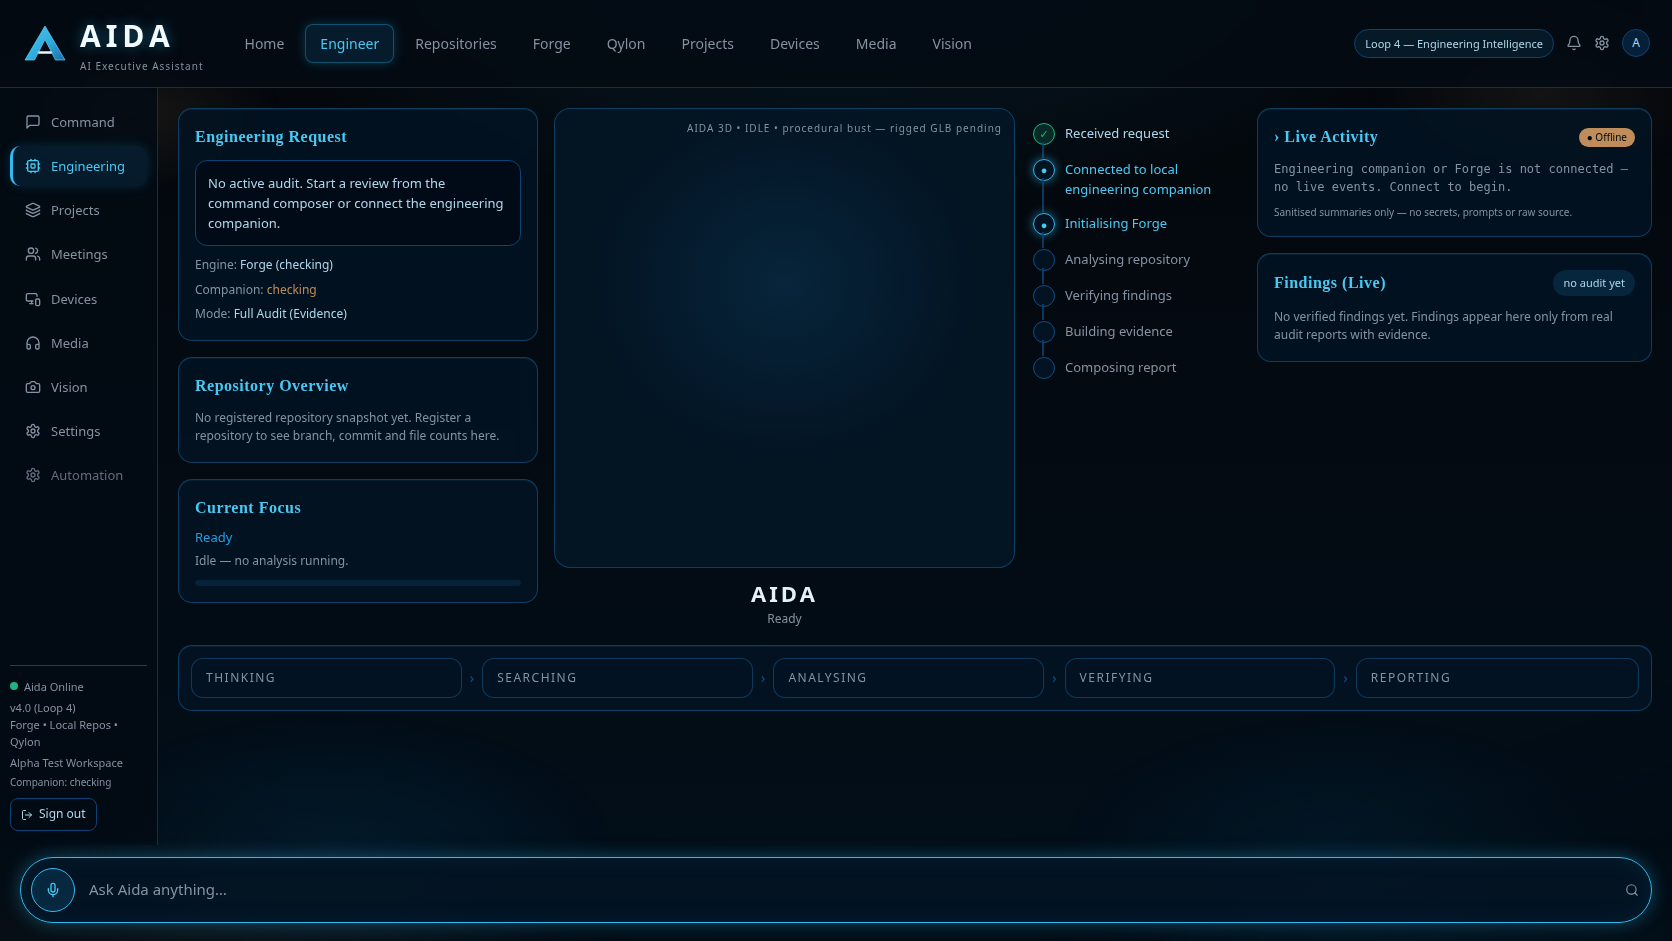 AIDA
AI Executive Assistant
Home
Engineer
Repositories
Forge
Qylon
Projects
Devices
Media
Vision
Loop 4 — Engineering Intelligence
A
Command
Engineering
Projects
Meetings
Devices
Media
Vision
Settings
Automation
Aida Online
v4.0 (Loop 4)
Forge • Local Repos •
Qylon
Alpha Test Workspace
Companion: checking
Sign out
Engineering Request
No active audit. Start a review from the
command composer or connect the engineering
companion.
Engine: Forge (checking)
Companion: checking
Mode: Full Audit (Evidence)
Repository Overview
No registered repository snapshot yet. Register a
repository to see branch, commit and file counts here.
Current Focus
Ready
Idle — no analysis running.
AIDA 3D • IDLE • procedural bust — rigged GLB pending
AIDA
Ready
✓ Received request
Connected to local
engineering companion
Initialising Forge
Analysing repository
Verifying findings
Building evidence
Composing report
› Live Activity
● Offline
Engineering companion or Forge is not connected —
no live events. Connect to begin.
Sanitised summaries only — no secrets, prompts or raw source.
Findings (Live)
no audit yet
No verified findings yet. Findings appear here only from real
audit reports with evidence.
THINKING › SEARCHING › ANALYSING › VERIFYING › REPORTING
Ask Aida anything...